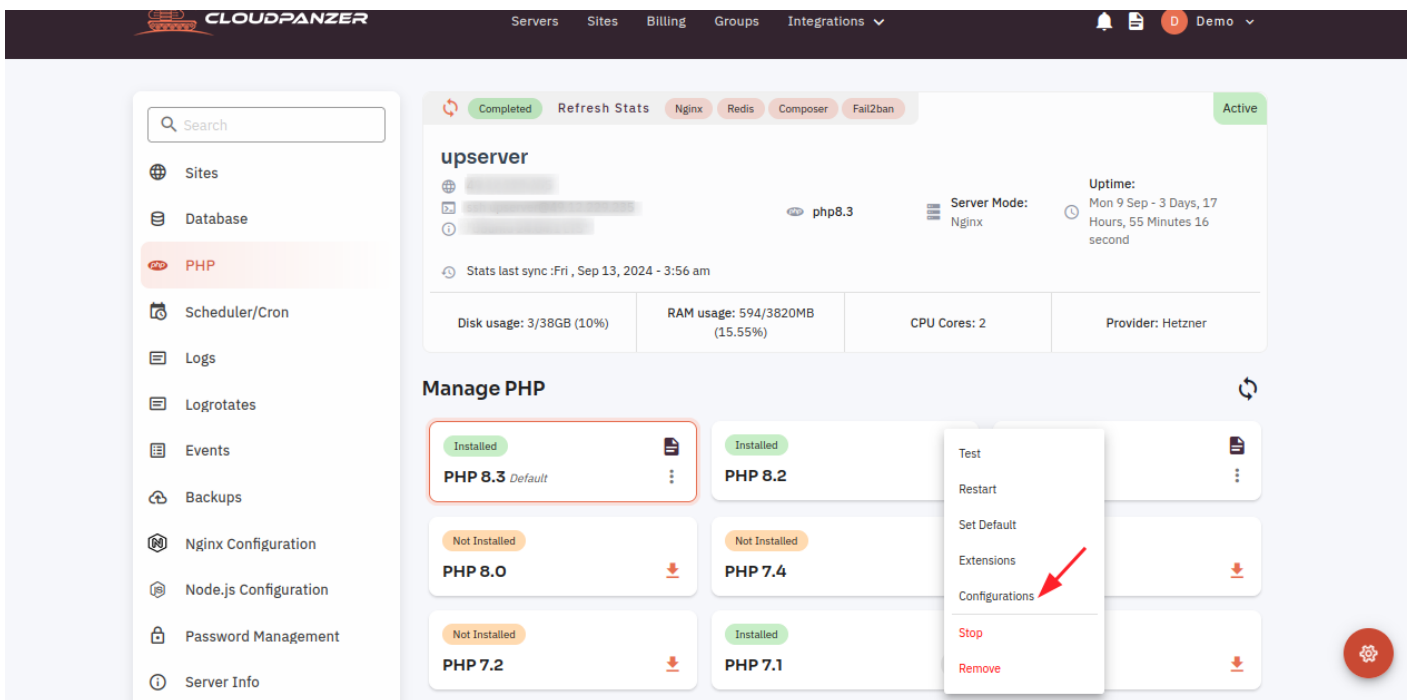 CLOUDPANZER
Servers Sites Billing Groups Integrations
D Demo
Search
Sites
Database
php PHP
Scheduler/Cron
Logs
Logrotates
Events
Backups
Nginx Configuration
Node.js Configuration
Password Management
Server Info
Completed Refresh Stats Nginx Redis Composer Fail2ban
Active
upserver
php php8.3
Server Mode:
Nginx
Uptime:
Mon 9 Sep - 3 Days, 17
Hours, 55 Minutes 16
second
Stats last sync :Fri , Sep 13, 2024 - 3:56 am
Disk usage: 3/38GB (10%)
RAM usage: 594/3820MB
(15.55%)
CPU Cores: 2
Provider: Hetzner
Manage PHP
Installed
PHP 8.3 Default
Installed
PHP 8.2
Not Installed
PHP 8.0
Not Installed
PHP 7.4
Not Installed
PHP 7.2
Installed
PHP 7.1
Test
Restart
Set Default
Extensions
Configurations
Stop
Remove